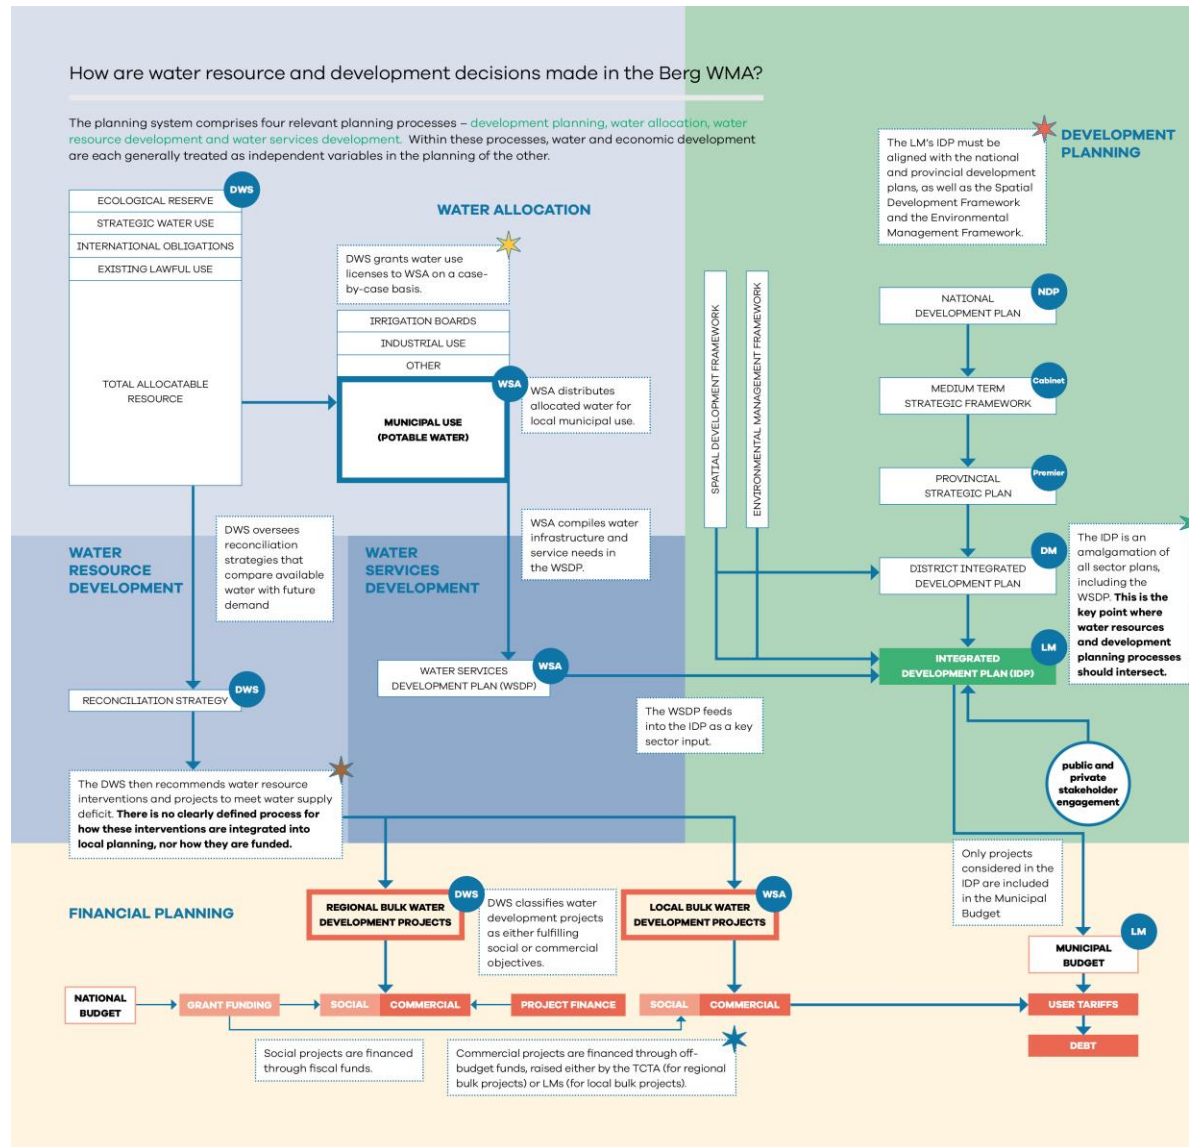 How are water resource and development decisions made in the Berg WMA?
The planning system comprises four relevant planning processes – development planning, water allocation, water
resource development and water services development. Within these processes, water and economic development
are each generally treated as independent variables in the planning of the other.
DWS
ECOLOGICAL RESERVE
STRATEGIC WATER USE
INTERNATIONAL OBLIGATIONS
EXISTING LAWFUL USE
TOTAL ALLOCATABLE
RESOURCE
WATER ALLOCATION
DWS grants water use
licenses to WSA on a case-
by-case basis.
IRRIGATION BOARDS
INDUSTRIAL USE
OTHER
WSA
MUNICIPAL USE
(POTABLE WATER)
WSA distributes
allocated water for
local municipal use.
DEVELOPMENT
PLANNING
The LM's IDP must be
aligned with the national
and provincial development
plans, as well as the Spatial
Development Framework
and the Environmental
Management Framework.
SPATIAL DEVELOPMENT FRAMEWORK
ENVIRONMENTAL MANAGEMENT FRAMEWORK
NDP
NATIONAL
DEVELOPMENT PLAN
Cabinet
MEDIUM TERM
STRATEGIC FRAMEWORK
Premier
PROVINCIAL
STRATEGIC PLAN
DM
DISTRICT INTEGRATED
DEVELOPMENT PLAN
LM
INTEGRATED
DEVELOPMENT PLAN (IDP)
The IDP is an
amalgamation of
all sector plans,
including the
WSDP. This is the
key point where
water resources
and development
planning processes
should intersect.
public and
private
stakeholder
engagement
WATER
RESOURCE
DEVELOPMENT
DWS oversees
reconciliation
strategies that
compare available
water with future
demand
DWS
RECONCILIATION STRATEGY
The DWS then recommends water resource
interventions and projects to meet water supply
deficit. There is no clearly defined process for
how these interventions are integrated into
local planning, nor how they are funded.
WATER
SERVICES
DEVELOPMENT
WSA compiles water
infrastructure and
service needs in
the WSDP.
WSA
WATER SERVICES
DEVELOPMENT PLAN (WSDP)
The WSDP feeds
into the IDP as a key
sector input.
Only projects
considered in the
IDP are included
in the Municipal
Budget
FINANCIAL PLANNING
DWS
REGIONAL BULK WATER
DEVELOPMENT PROJECTS
DWS classifies water
development projects
as either fulfilling
social or commercial
objectives.
WSA
LOCAL BULK WATER
DEVELOPMENT PROJECTS
LM
MUNICIPAL
BUDGET
NATIONAL
BUDGET
GRANT FUNDING
SOCIAL
COMMERCIAL
PROJECT FINANCE
SOCIAL
COMMERCIAL
USER TARIFFS
DEBT
Social projects are financed
through fiscal funds.
Commercial projects are financed through off-
budget funds, raised either by the TCTA (for regional
bulk projects) or LMs (for local bulk projects).